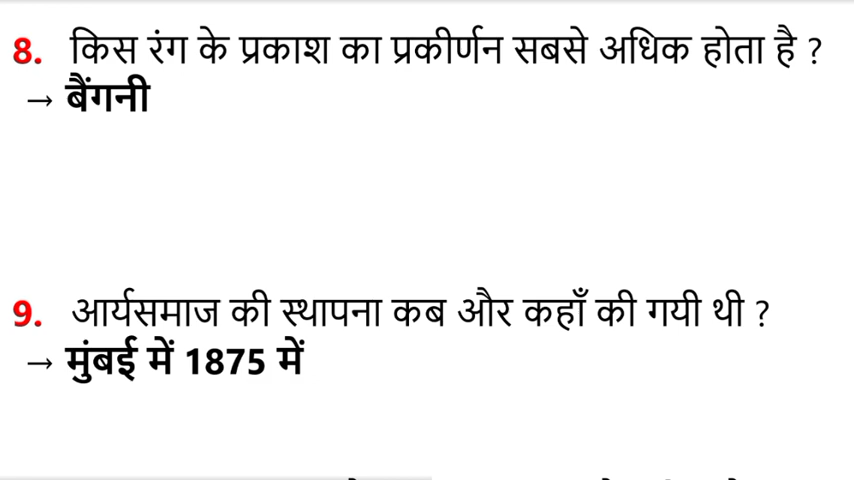 8. किस रंग के प्रकाश का प्रकीर्णन सबसे अधिक होता है ?
→ बैंगनी
9. आर्यसमाज की स्थापना कब और कहाँ की गयी थी ?
→ मुंबई में 1875 में